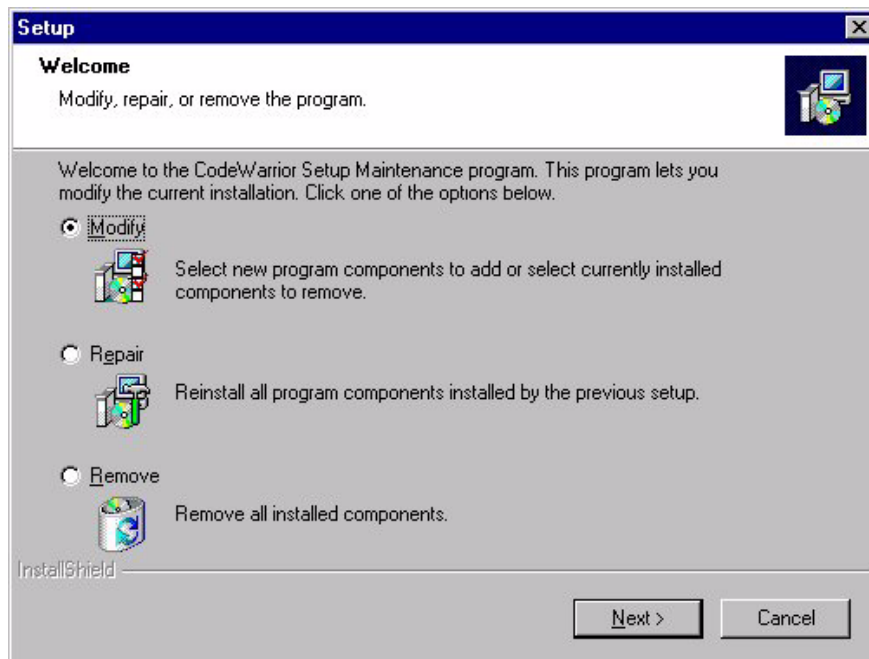 Setup
Welcome
Modify, repair, or remove the program.
Welcome to the CodeWarrior Setup Maintenance program. This program lets you
modify the current installation. Click one of the options below.
Modify
Select new program components to add or select currently installed
components to remove.
Repair
Reinstall all program components installed by the previous setup.
Remove
Remove all installed components.
InstallShield
Next >
Cancel